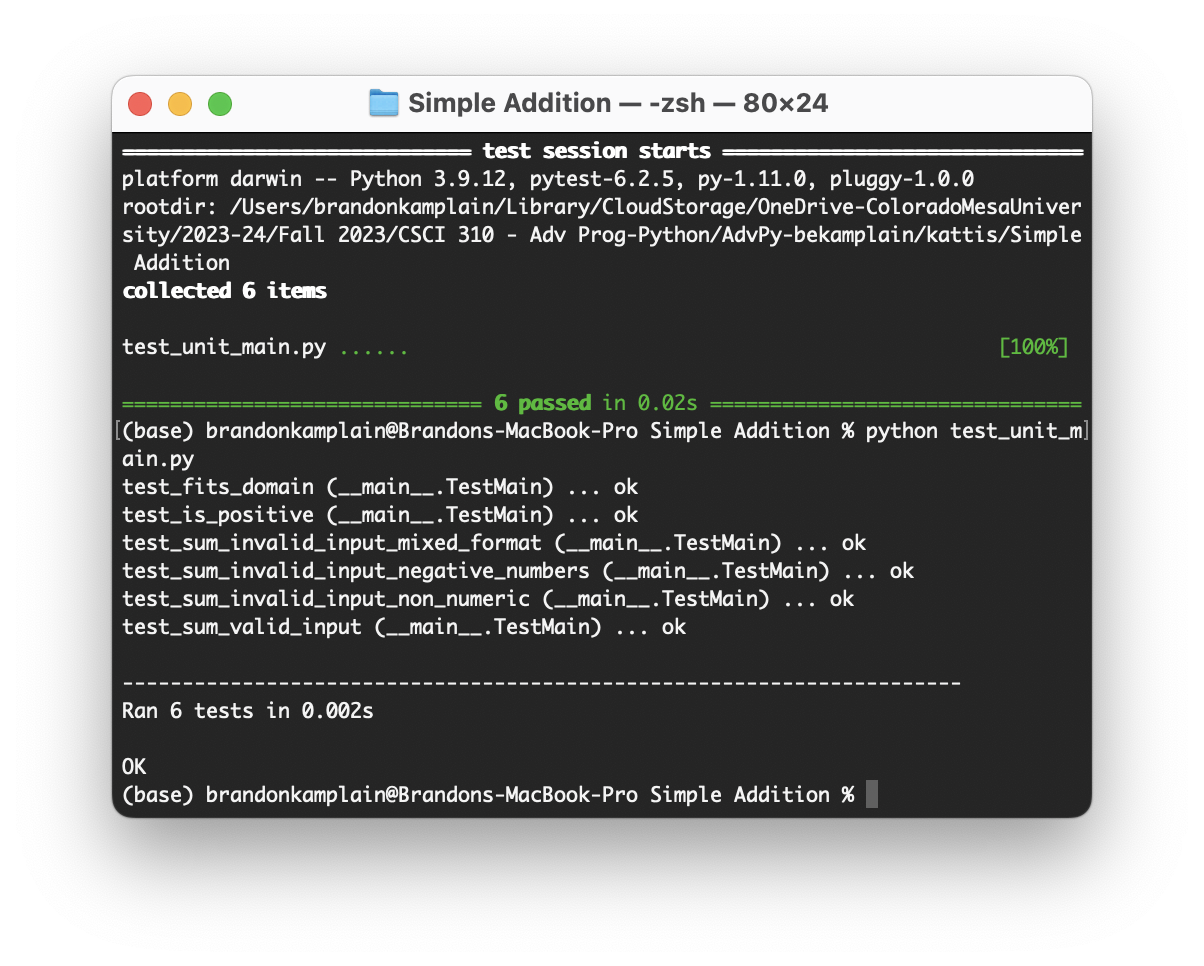 Simple Addition — -zsh — 80×24
============================= test session starts ==============================
platform darwin -- Python 3.9.12, pytest-6.2.5, py-1.11.0, pluggy-1.0.0
rootdir: /Users/brandonkamplain/Library/CloudStorage/OneDrive-ColoradoMesaUniver
sity/2023-24/Fall 2023/CSCI 310 - Adv Prog-Python/AdvPy-bekamplain/kattis/Simple
 Addition
collected 6 items
test_unit_main.py ...... [100%]
============================== 6 passed in 0.02s ===============================
[(base) brandonkamplain@Brandons-MacBook-Pro Simple Addition % python test_unit_m]
ain.py
test_fits_domain (__main__.TestMain) ... ok
test_is_positive (__main__.TestMain) ... ok
test_sum_invalid_input_mixed_format (__main__.TestMain) ... ok
test_sum_invalid_input_negative_numbers (__main__.TestMain) ... ok
test_sum_invalid_input_non_numeric (__main__.TestMain) ... ok
test_sum_valid_input (__main__.TestMain) ... ok
----------------------------------------------------------------------
Ran 6 tests in 0.002s
OK
(base) brandonkamplain@Brandons-MacBook-Pro Simple Addition %